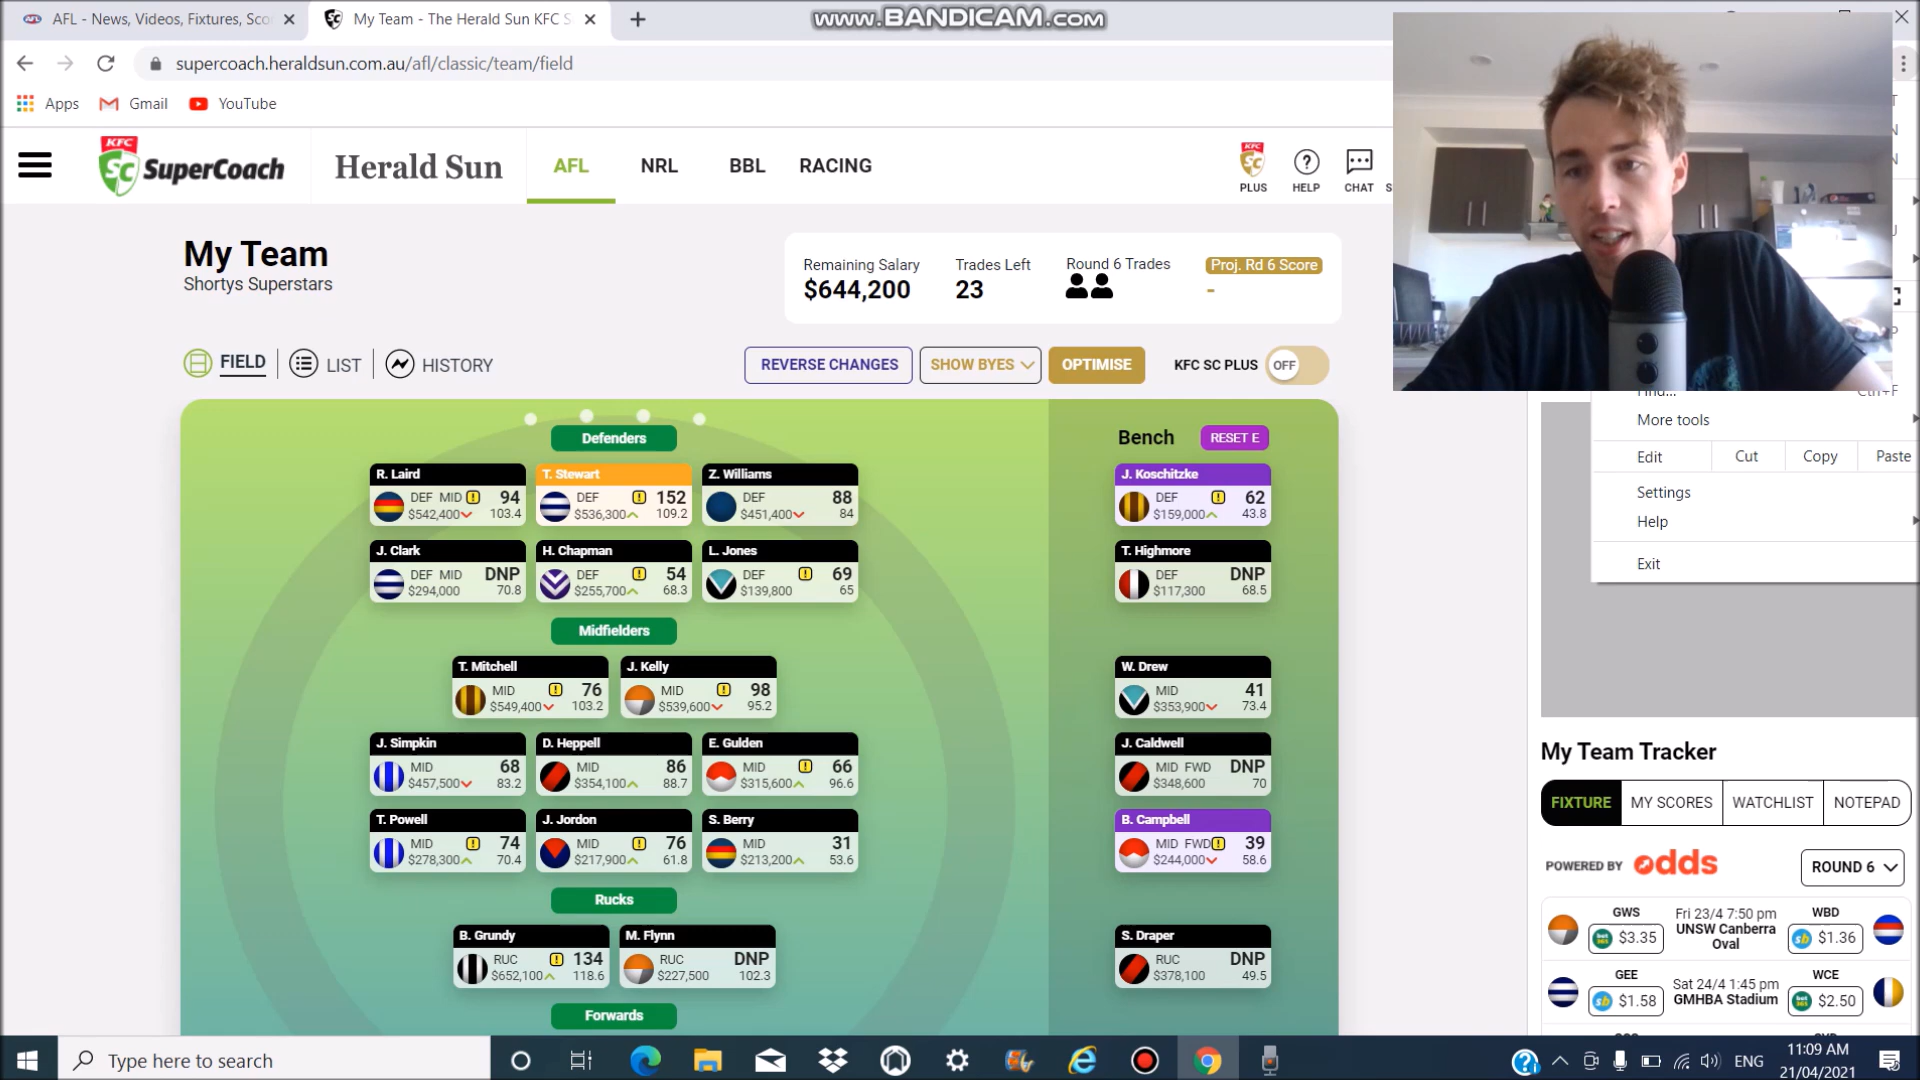 AFL - News, Videos, Fixtures, Sco
My Team - The Herald Sun KFC S
www.BANDICAM.com
supercoach.heraldsun.com.au/afl/classic/team/field
Apps
Gmail
YouTube
KFC
SC
SuperCoach
Herald Sun
AFL
NRL
BBL
RACING
PLUS
HELP
CHAT
S
My Team
Shortys Superstars
Remaining Salary
$644,200
Trades Left
23
Round 6 Trades
Proj. Rd 6 Score
-
FIELD
LIST
HISTORY
REVERSE CHANGES
SHOW BYES
OPTIMISE
KFC SC PLUS
OFF
Defenders
Bench
RESET E
R. Laird
DEF MID
94
$542,400
103.4
T. Stewart
DEF
152
$536,300
109.2
Z. Williams
DEF
88
$451,400
84
J. Koschitzke
DEF
62
$159,000
43.8
J. Clark
DEF MID
DNP
$294,000
70.8
H. Chapman
DEF
54
$255,700
68.3
L. Jones
DEF
69
$139,800
65
T. Highmore
DEF
DNP
$117,300
68.5
Midfielders
T. Mitchell
MID
76
$549,400
103.2
J. Kelly
MID
98
$539,600
95.2
W. Drew
MID
41
$353,900
73.4
J. Simpkin
MID
68
$457,500
83.2
D. Heppell
MID
86
$354,100
88.7
E. Gulden
MID
66
$315,600
96.6
J. Caldwell
MID FWD
DNP
$348,600
70
T. Powell
MID
74
$278,300
70.4
J. Jordon
MID
76
$217,900
61.8
S. Berry
MID
31
$213,200
53.6
B. Campbell
MID FWD
39
$244,000
58.6
Rucks
B. Grundy
RUC
134
$652,100
118.6
M. Flynn
RUC
DNP
$227,500
102.3
S. Draper
RUC
DNP
$378,100
49.5
Forwards
More tools
Edit
Cut
Copy
Paste
Settings
Help
Exit
My Team Tracker
FIXTURE
MY SCORES
WATCHLIST
NOTEPAD
POWERED BY
odds
ROUND 6
GWS
$3.35
Fri 23/4 7:50 pm
UNSW Canberra
Oval
WBD
$1.36
GEE
$1.58
Sat 24/4 1:45 pm
GMHBA Stadium
WCE
$2.50
Type here to search
ENG
11:09 AM
21/04/2021